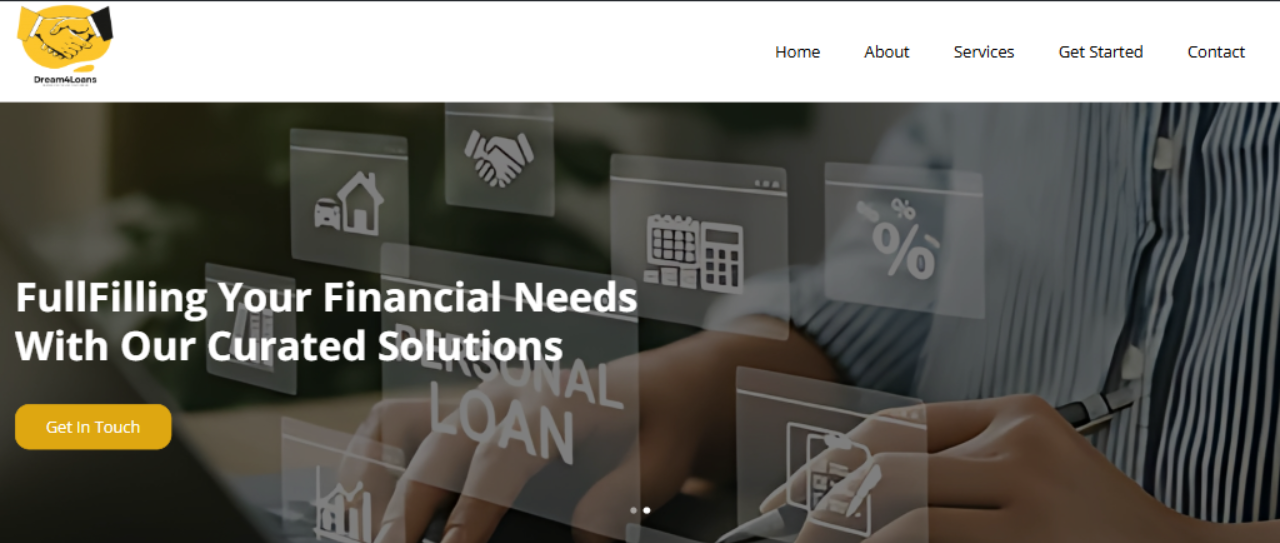 Dream4Loans
Home
About
Services
Get Started
Contact
FullFilling Your Financial Needs
With Our Curated Solutions
PERSONAL
LOAN
%
%
Get In Touch